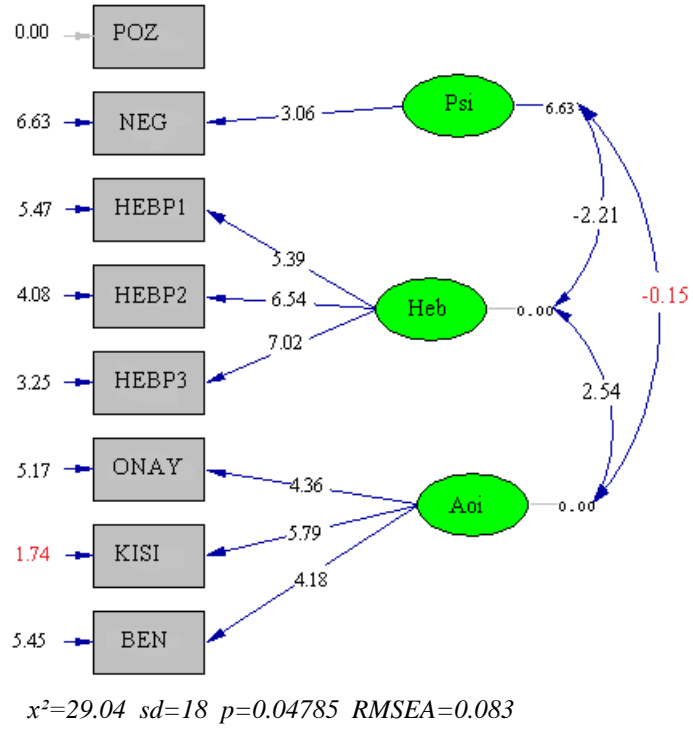 0.00 POZ
6.63 NEG 3.06 Psi 6.63
5.47 HEBP1 -2.21
5.39
4.08 HEBP2 6.54 Heb 0.00 -0.15
7.02
3.25 HEBP3 2.54
5.17 ONAY 4.36 Aoi 0.00
1.74 KISI 5.79
4.18
5.45 BEN
x²=29.04 sd=18 p=0.04785 RMSEA=0.083